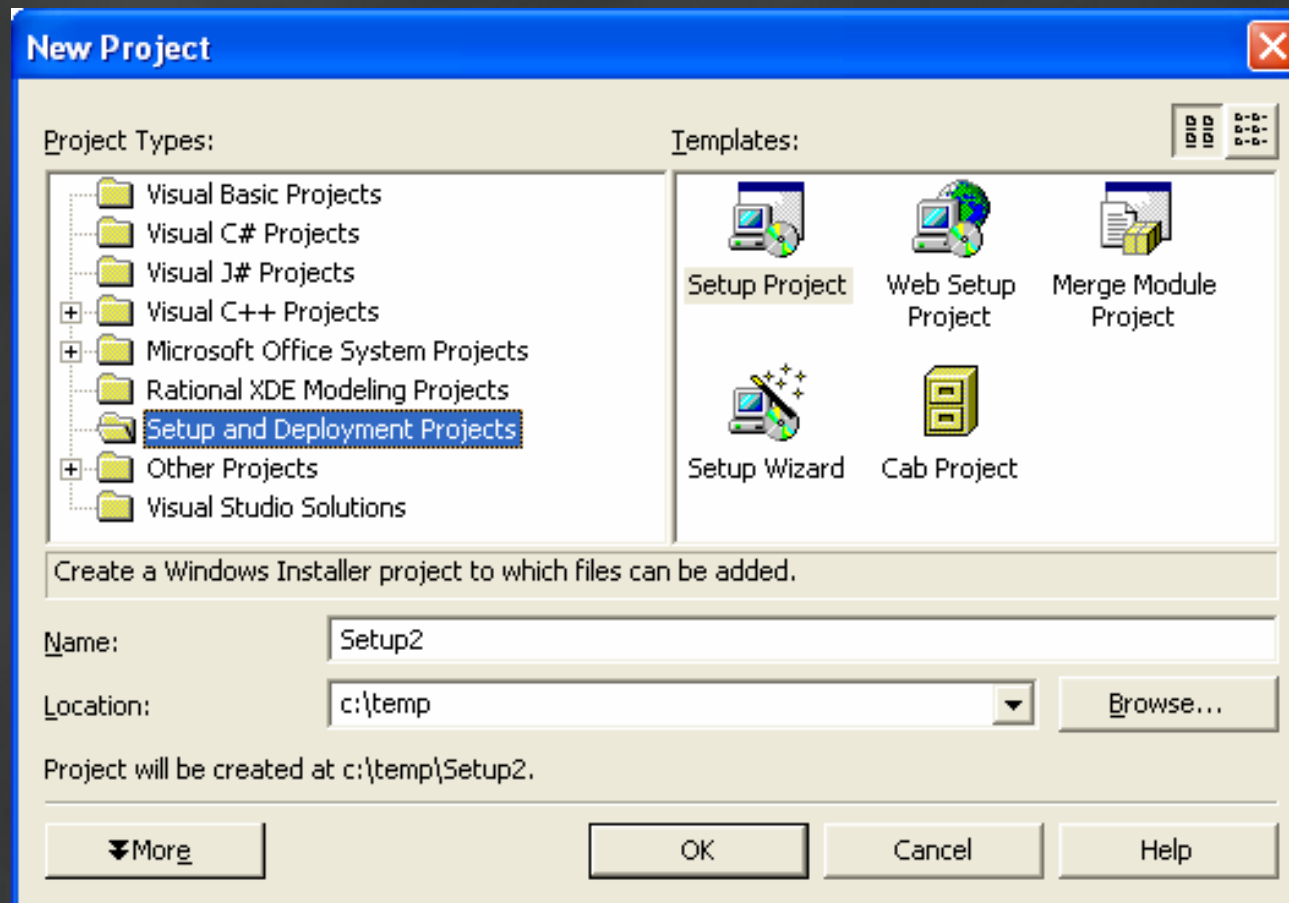 New Project
Project Types:
Templates:
Visual Basic Projects
Visual C# Projects
Visual J# Projects
Visual C++ Projects
Microsoft Office System Projects
Rational XDE Modeling Projects
Setup and Deployment Projects
Other Projects
Visual Studio Solutions
Setup Project
Web Setup
Project
Merge Module
Project
Setup Wizard
Cab Project
Create a Windows Installer project to which files can be added.
Name:
Setup2
Location:
c:\temp
Browse...
Project will be created at c:\temp\Setup2.
More
OK
Cancel
Help